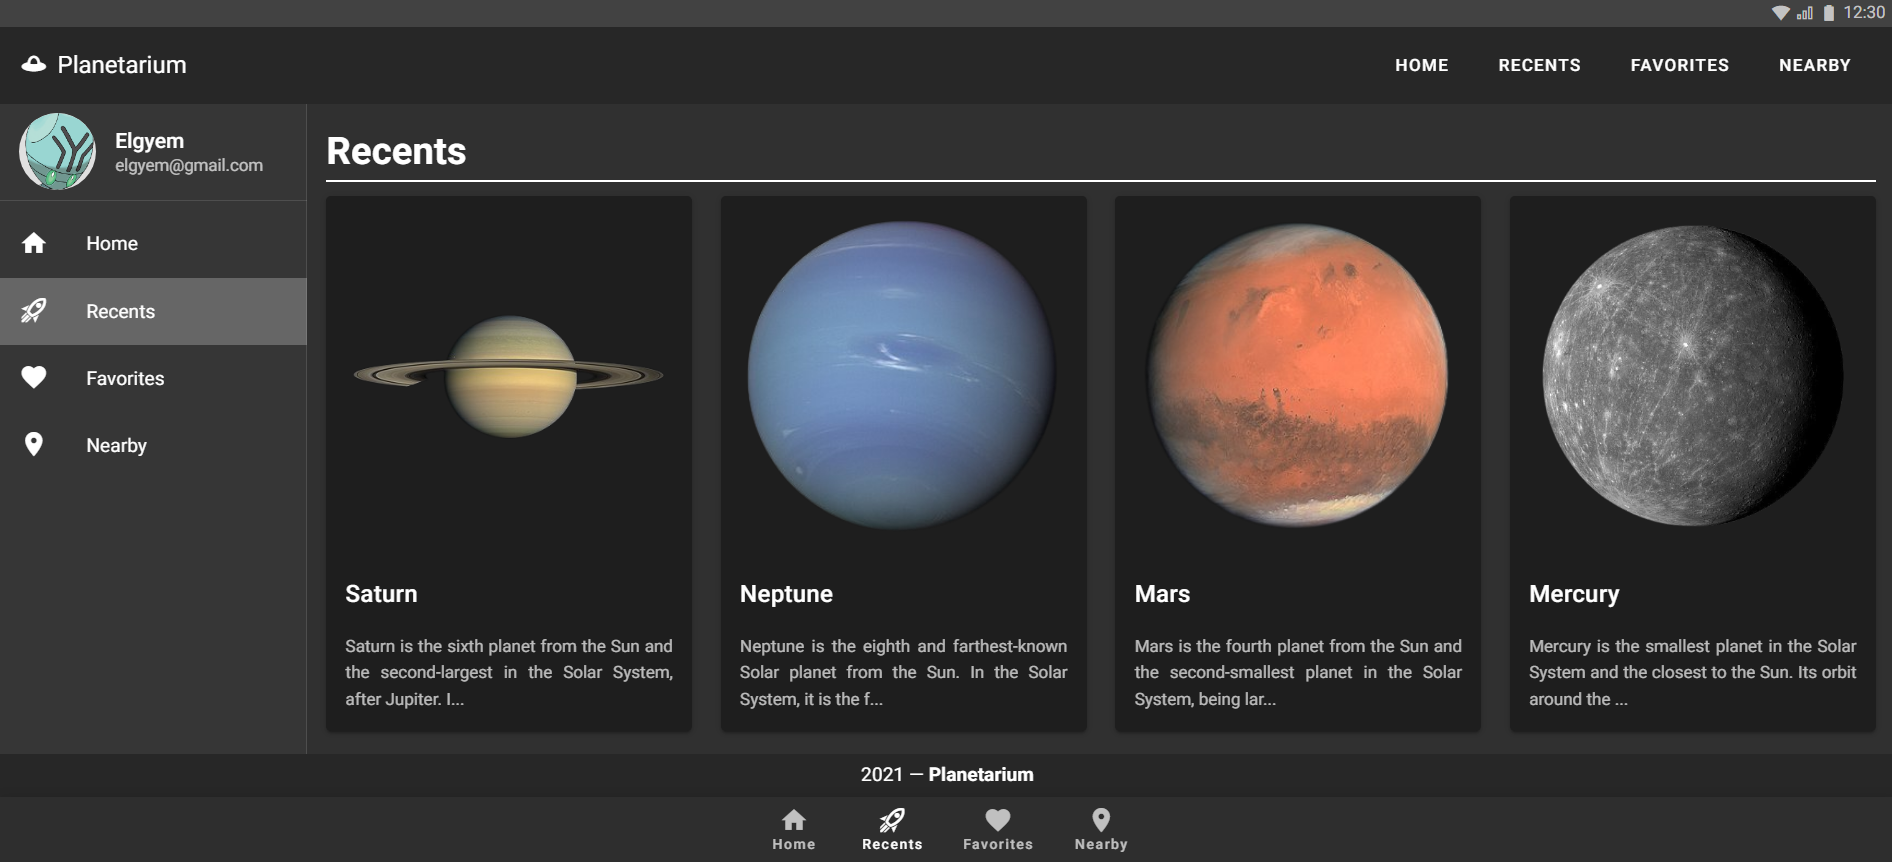 12:30
Planetarium
HOME RECENTS FAVORITES NEARBY
Elgyem
elgyem@gmail.com
Home
Recents
Favorites
Nearby
Recents
Saturn
Saturn is the sixth planet from the Sun and
the second-largest in the Solar System,
after Jupiter. I...
Neptune
Neptune is the eighth and farthest-known
Solar planet from the Sun. In the Solar
System, it is the f...
Mars
Mars is the fourth planet from the Sun and
the second-smallest planet in the Solar
System, being lar...
Mercury
Mercury is the smallest planet in the Solar
System and the closest to the Sun. Its orbit
around the ...
2021 — Planetarium
Home Recents Favorites Nearby